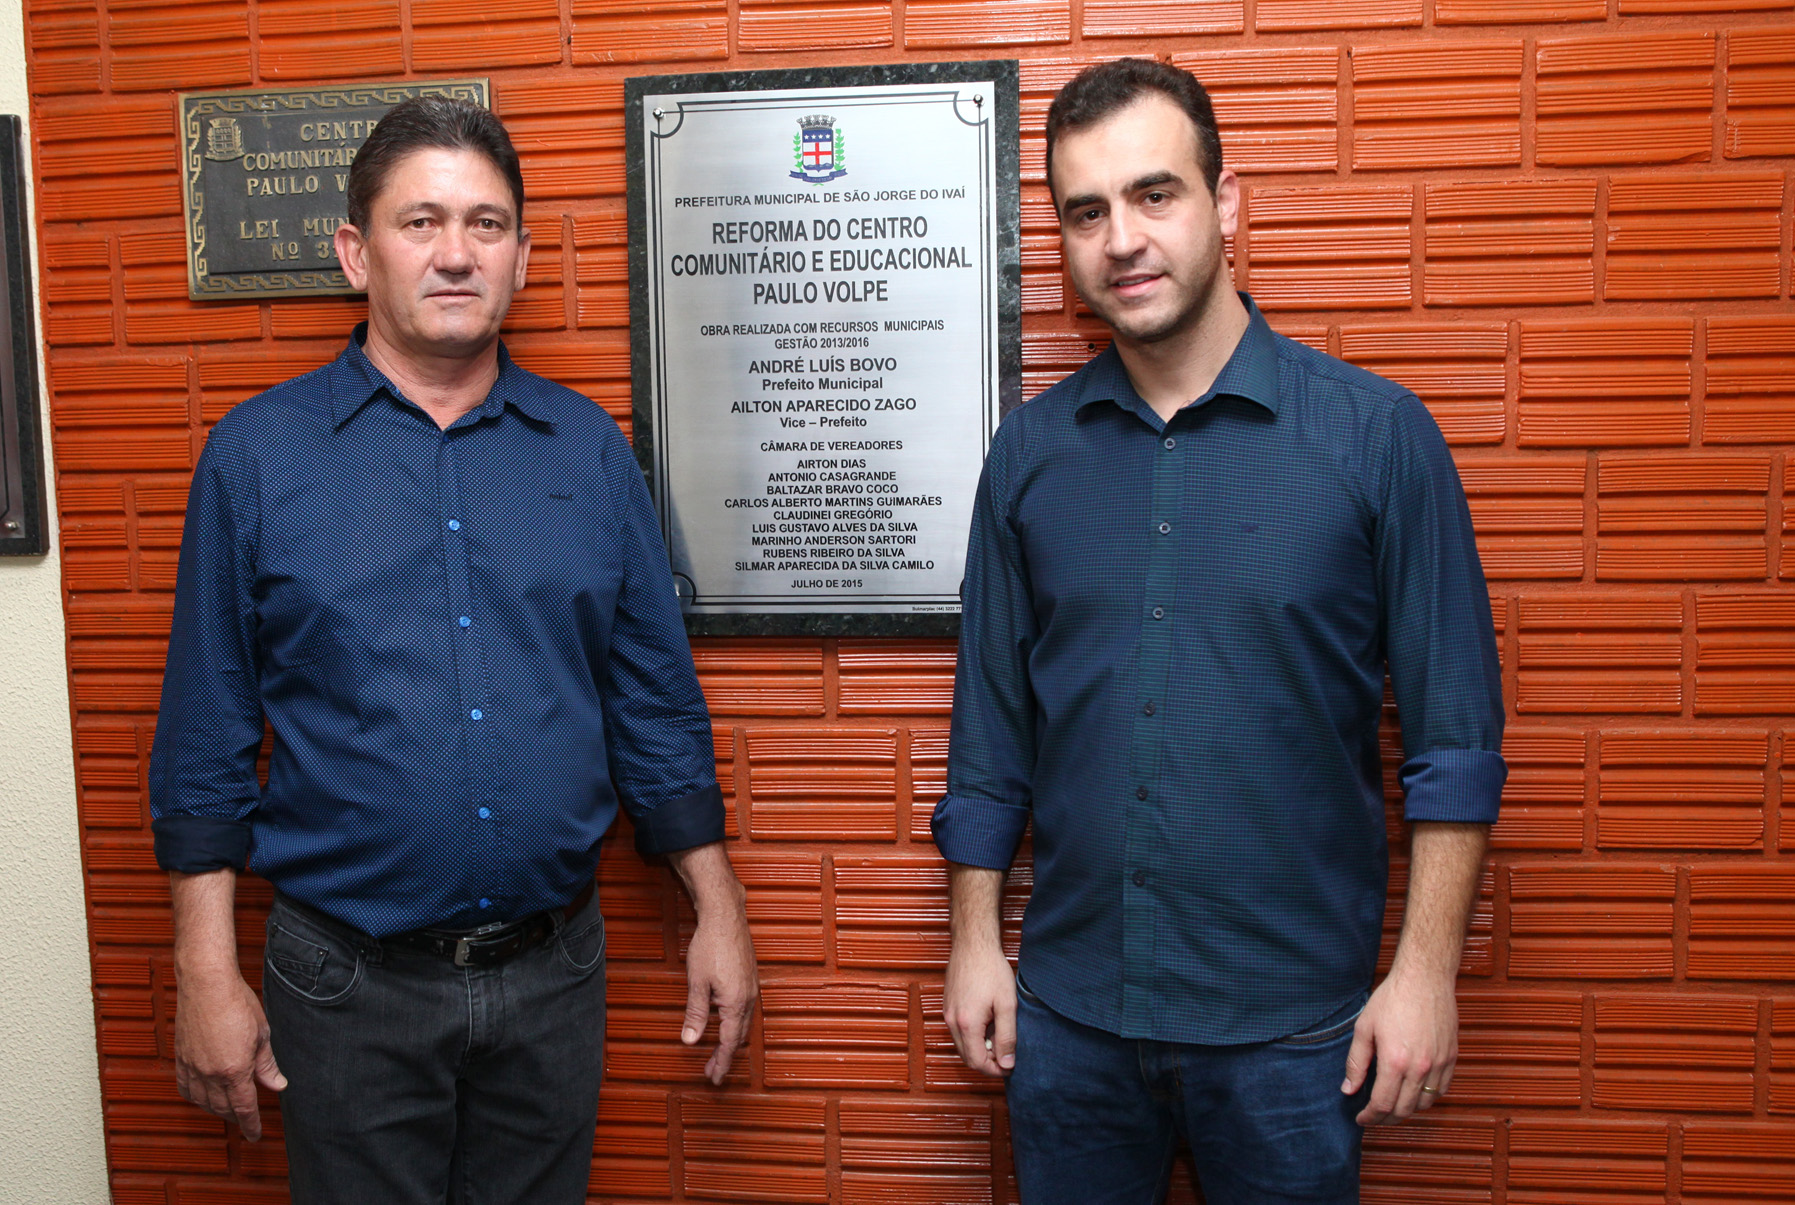 CENTR
COMUNITÁR
PAULO V
LEI MU
Nº 3
PREFEITURA MUNICIPAL DE SÃO JORGE DO IVAÍ
REFORMA DO CENTRO
COMUNITÁRIO E EDUCACIONAL
PAULO VOLPE
OBRA REALIZADA COM RECURSOS MUNICIPAIS
GESTÃO 2013/2016
ANDRÉ LUÍS BOVO
Prefeito Municipal
AILTON APARECIDO ZAGO
Vice – Prefeito
CÂMARA DE VEREADORES
AIRTON DIAS
ANTONIO CASAGRANDE
BALTAZAR BRAVO COCO
CARLOS ALBERTO MARTINS GUIMARÃES
CLAUDINEI GREGÓRIO
LUIS GUSTAVO ALVES DA SILVA
MARINHO ANDERSON SARTORI
RUBENS RIBEIRO DA SILVA
SILMAR APARECIDA DA SILVA CAMILO
JULHO DE 2015